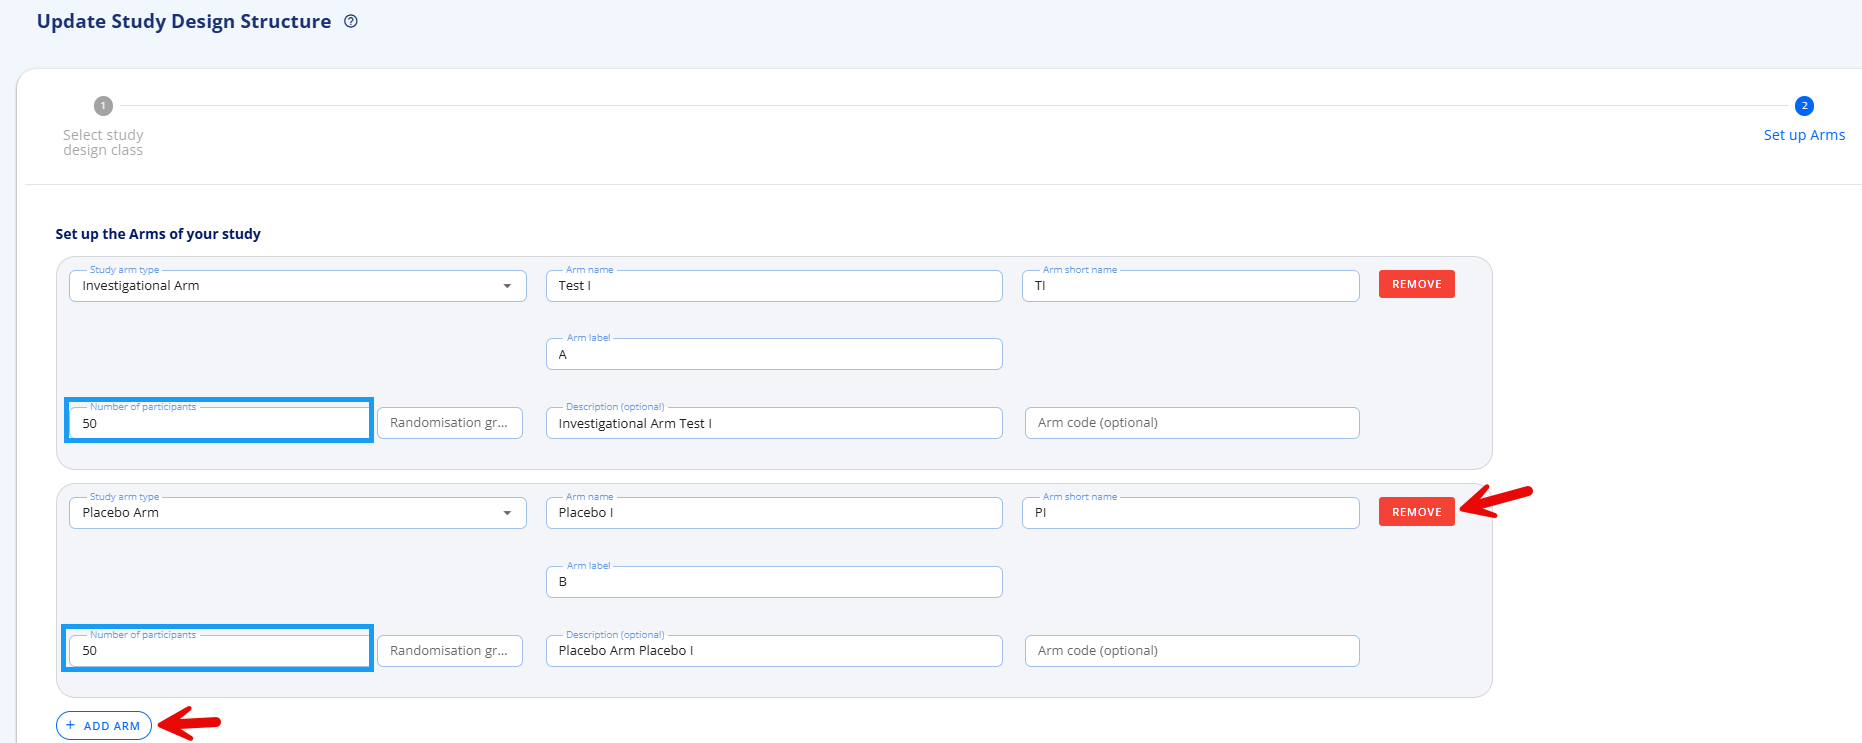 Update Study Design Structure ?
1
2
Select study
design class
Set up Arms
Set up the Arms of your study
Study arm type
Investigational Arm
Arm name
Test I
Arm short name
TI
REMOVE
Arm label
A
Number of participants
50
Randomisation gr...
Description (optional)
Investigational Arm Test I
Arm code (optional)
Study arm type
Placebo Arm
Arm name
Placebo I
Arm short name
PI
REMOVE
Arm label
B
Number of participants
50
Randomisation gr...
Description (optional)
Placebo Arm Placebo I
Arm code (optional)
+ ADD ARM